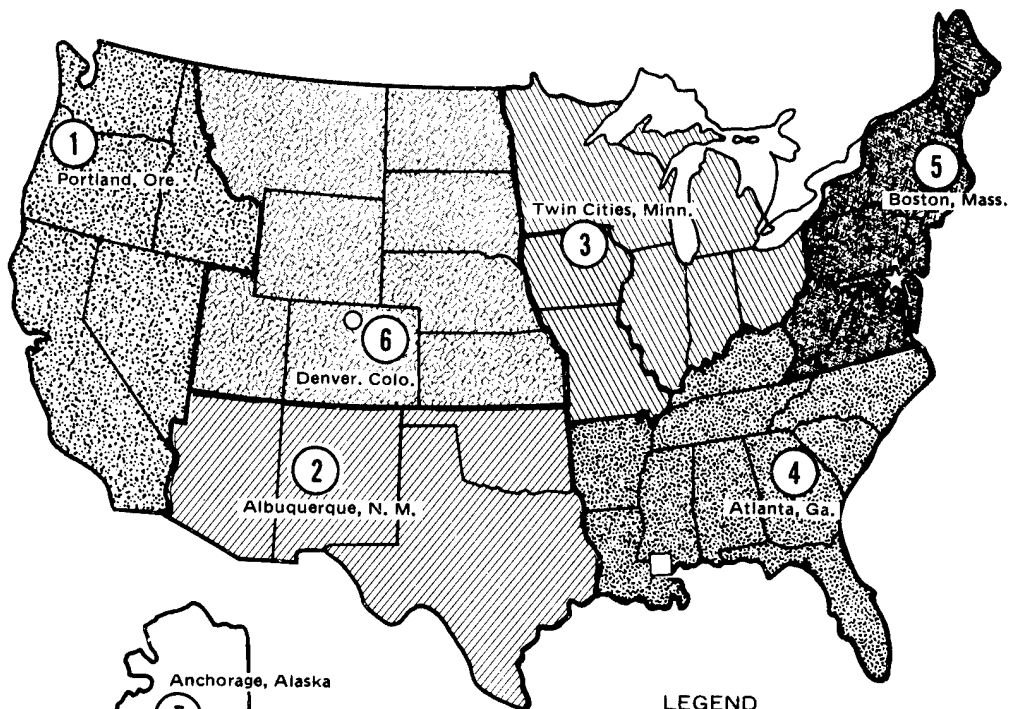 1
Portland, Ore.
5
Boston, Mass.
Twin Cities, Minn.
3
6
Denver. Colo.
2
Albuquerque, N. M.
4
Atlanta, Ga.
Anchorage, Alaska
LEGEND